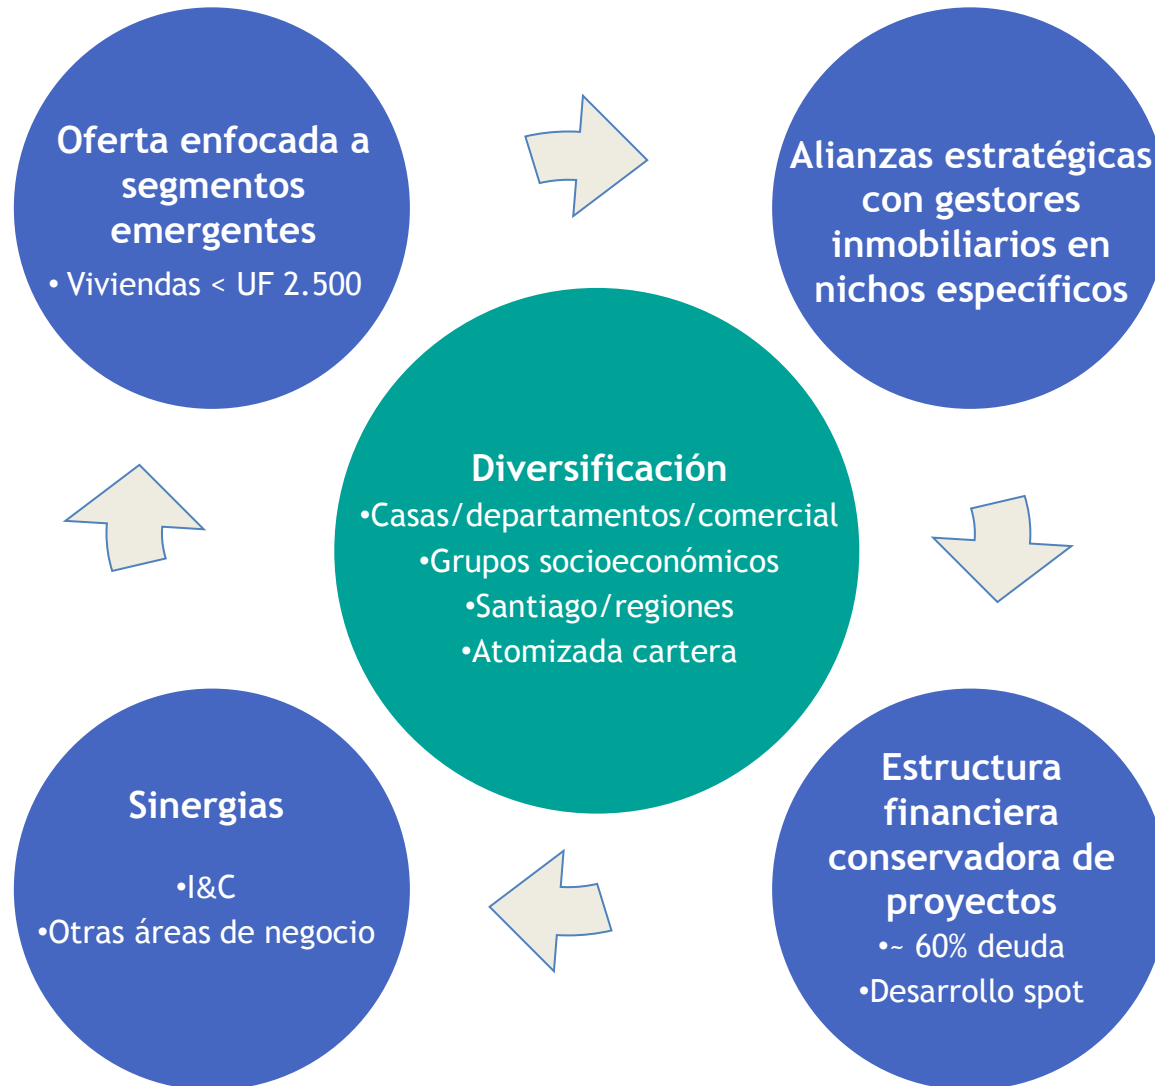 Oferta enfocada a
segmentos
emergentes
• Viviendas < UF 2.500
Alianzas estratégicas
con gestores
inmobiliarios en
nichos específicos
Diversificación
•Casas/departamentos/comercial
•Grupos socioeconómicos
•Santiago/regiones
•Atomizada cartera
Sinergias
•I&C
•Otras áreas de negocio
Estructura
financiera
conservadora de
proyectos
•~ 60% deuda
•Desarrollo spot